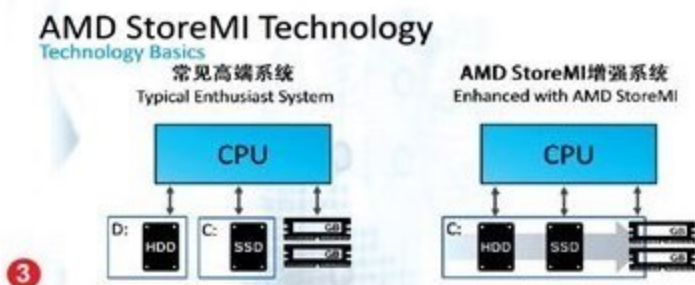 AMD StoreMI Technology
Technology Basics
常见高端系统
Typical Enthusiast System
AMD StoreMI增强系统
Enhanced with AMD StoreMI
CPU
CPU
D:
HDD
C:
SSD
GB
GB
C:
HDD
SSD
GB
GB
3